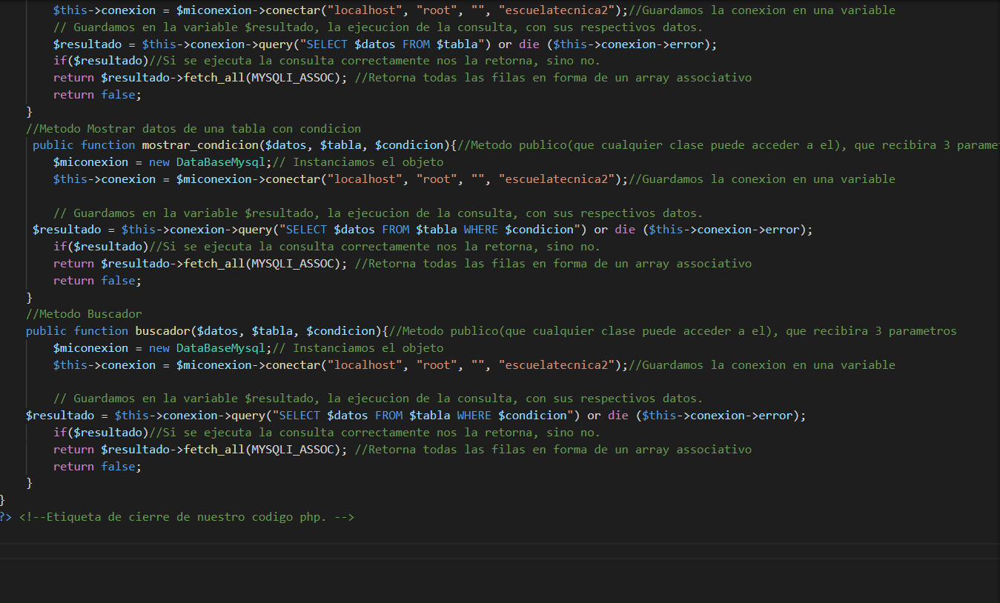 $this->conexion = $miconexion->conectar("localhost", "root", "", "escuelatecnica2");//Guardamos la conexion en una variable
// Guardamos en la variable $resultado, la ejecucion de la consulta, con sus respectivos datos.
$resultado = $this->conexion->query("SELECT $datos FROM $tabla") or die ($this->conexion->error);
if($resultado)//Si se ejecuta la consulta correctamente nos la retorna, sino no.
return $resultado->fetch_all(MYSQLI_ASSOC); //Retorna todas las filas en forma de un array associativo
return false;
}
//Metodo Mostrar datos de una tabla con condicion
public function mostrar_condicion($datos, $tabla, $condicion){//Metodo publico(que cualquier clase puede acceder a el), que recibira 3 parame
$miconexion = new DataBaseMysql;// Instanciamos el objeto
$this->conexion = $miconexion->conectar("localhost", "root", "", "escuelatecnica2");//Guardamos la conexion en una variable
// Guardamos en la variable $resultado, la ejecucion de la consulta, con sus respectivos datos.
$resultado = $this->conexion->query("SELECT $datos FROM $tabla WHERE $condicion") or die ($this->conexion->error);
if($resultado)//Si se ejecuta la consulta correctamente nos la retorna, sino no.
return $resultado->fetch_all(MYSQLI_ASSOC); //Retorna todas las filas en forma de un array associativo
return false;
}
//Metodo Buscador
public function buscador($datos, $tabla, $condicion){//Metodo publico(que cualquier clase puede acceder a el), que recibira 3 parametros
$miconexion = new DataBaseMysql;// Instanciamos el objeto
$this->conexion = $miconexion->conectar("localhost", "root", "", "escuelatecnica2");//Guardamos la conexion en una variable
// Guardamos en la variable $resultado, la ejecucion de la consulta, con sus respectivos datos.
$resultado = $this->conexion->query("SELECT $datos FROM $tabla WHERE $condicion") or die ($this->conexion->error);
if($resultado)//Si se ejecuta la consulta correctamente nos la retorna, sino no.
return $resultado->fetch_all(MYSQLI_ASSOC); //Retorna todas las filas en forma de un array associativo
return false;
}
}
?> <!--Etiqueta de cierre de nuestro codigo php. -->